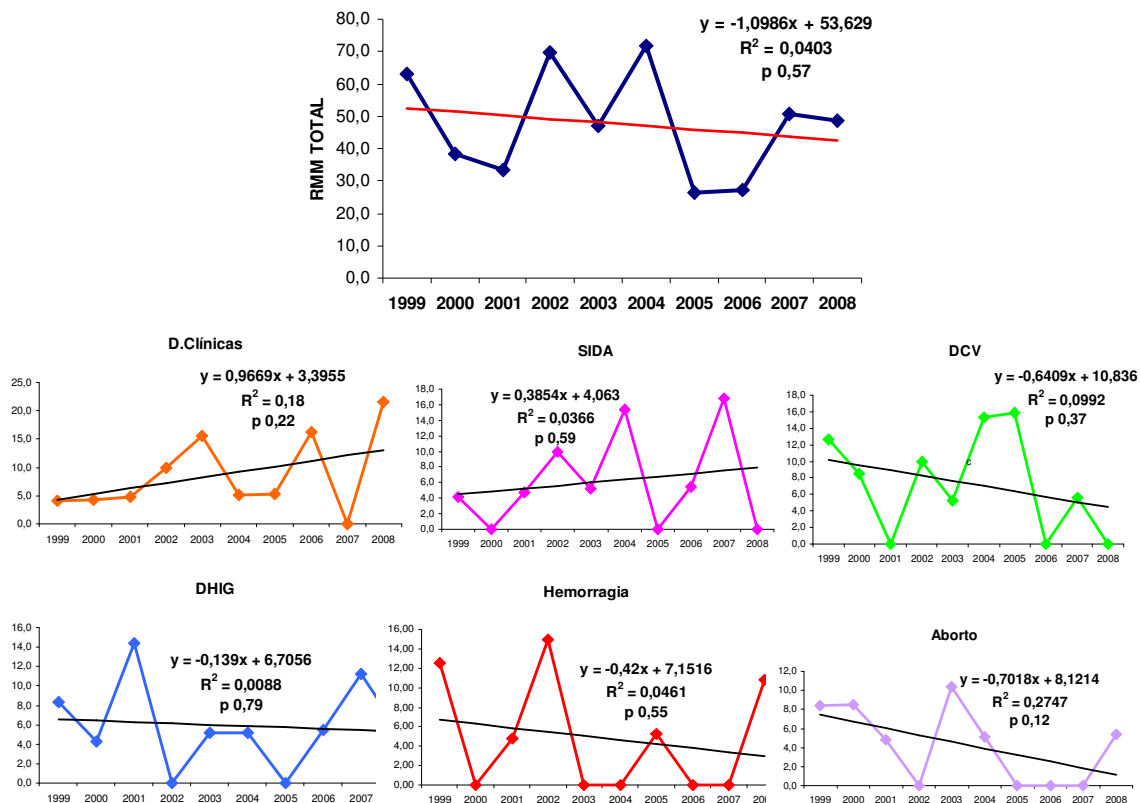 y = -1,0986x + 53,629
R² = 0,0403
p 0,57
RMM TOTAL
80,0
70,0
60,0
50,0
40,0
30,0
20,0
10,0
0,0
1999 2000 2001 2002 2003 2004 2005 2006 2007 2008
D.Clínicas
y = 0,9669x + 3,3955
R² = 0,18
p 0,22
25,0
20,0
15,0
10,0
5,0
0,0
1999 2000 2001 2002 2003 2004 2005 2006 2007 2008
SIDA
y = 0,3854x + 4,063
R² = 0,0366
p 0,59
18,0
16,0
14,0
12,0
10,0
8,0
6,0
4,0
2,0
0,0
1999 2000 2001 2002 2003 2004 2005 2006 2007 2008
DCV
y = -0,6409x + 10,836
R² = 0,0992
p 0,37
c
18,0
16,0
14,0
12,0
10,0
8,0
6,0
4,0
2,0
0,0
1999 2000 2001 2002 2003 2004 2005 2006 2007 2008
DHIG
y = -0,139x + 6,7056
R² = 0,0088
p 0,79
16,0
14,0
12,0
10,0
8,0
6,0
4,0
2,0
0,0
1999 2000 2001 2002 2003 2004 2005 2006 2007
Hemorragia
y = -0,42x + 7,1516
R² = 0,0461
p 0,55
16,00
14,00
12,00
10,00
8,00
6,00
4,00
2,00
0,00
1999 2000 2001 2002 2003 2004 2005 2006 2007 200
Aborto
y = -0,7018x + 8,1214
R² = 0,2747
p 0,12
12,0
10,0
8,0
6,0
4,0
2,0
0,0
1999 2000 2001 2002 2003 2004 2005 2006 2007 2008